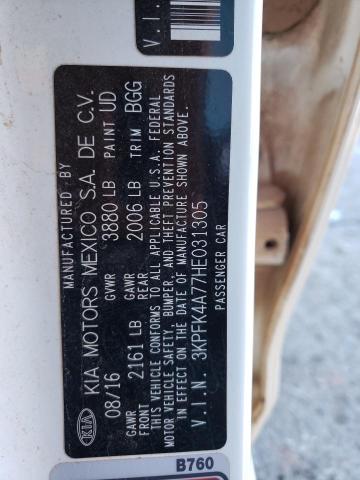 V.I.
MANUFACTURED BY
KIA KIA MOTORS MEXICO S.A. DE C.V.
08/16 GVWR 3880 LB PAINT UD
GAWR FRONT 2161 LB GAWR REAR 2006 LB TRIM BGG
THIS VEHICLE CONFORMS TO ALL APPLICABLE U.S.A. FEDERAL
MOTOR VEHICLE SAFETY, BUMPER, AND THEFT PREVENTION STANDARDS
IN EFFECT ON THE DATE OF MANUFACTURE SHOWN ABOVE.
V.I.N. 3KPFK4A77HE031305
PASSENGER CAR
B760